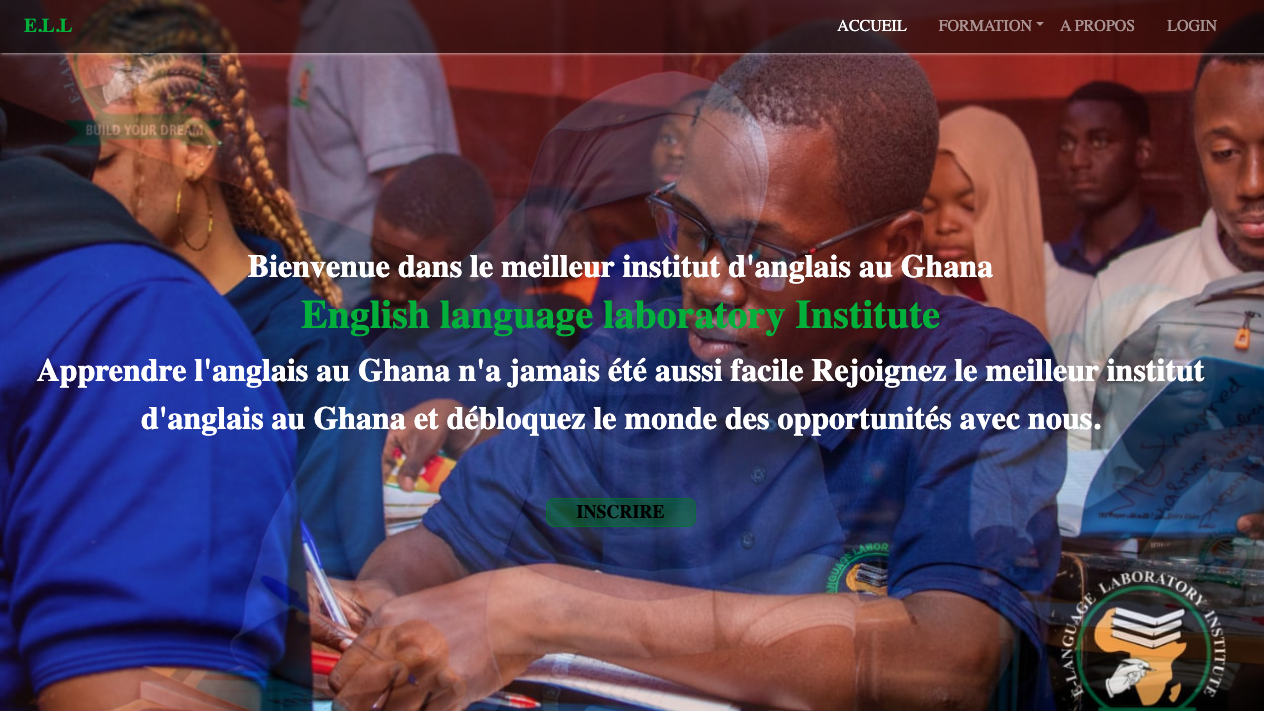 E.L.L
ACCUEIL FORMATION A PROPOS LOGIN
BUILD YOUR DREAM
Bienvenue dans le meilleur institut d'anglais au Ghana
English language laboratory Institute
Apprendre l'anglais au Ghana n'a jamais été aussi facile Rejoignez le meilleur institut
d'anglais au Ghana et débloquez le monde des opportunités avec nous.
INSCRIRE
E-LANGUAGE LABORATORY INSTITUTE